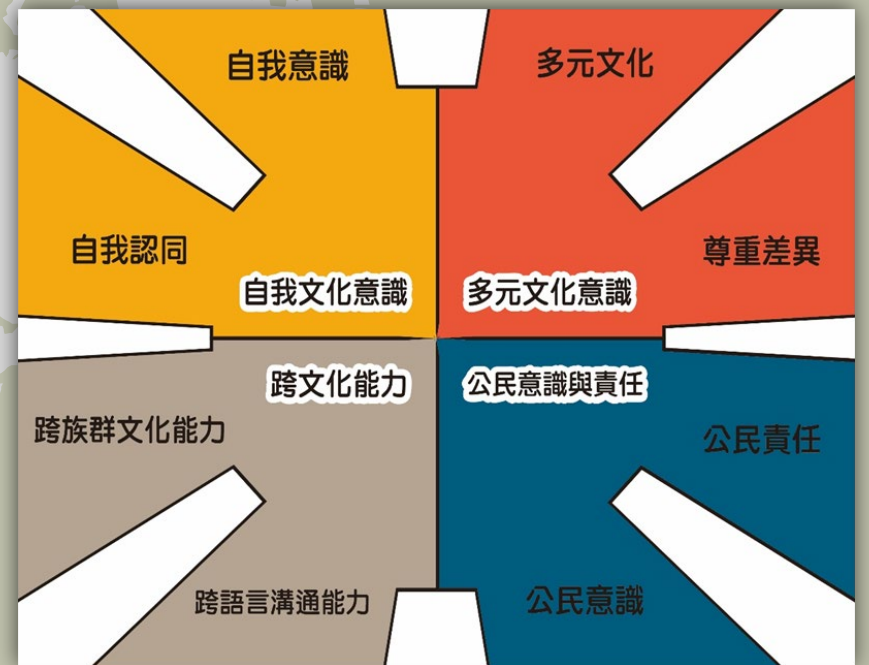 自我意識
多元文化
自我認同
尊重差異
自我文化意識
多元文化意識
跨文化能力
公民意識與責任
跨族群文化能力
公民責任
跨語言溝通能力
公民意識